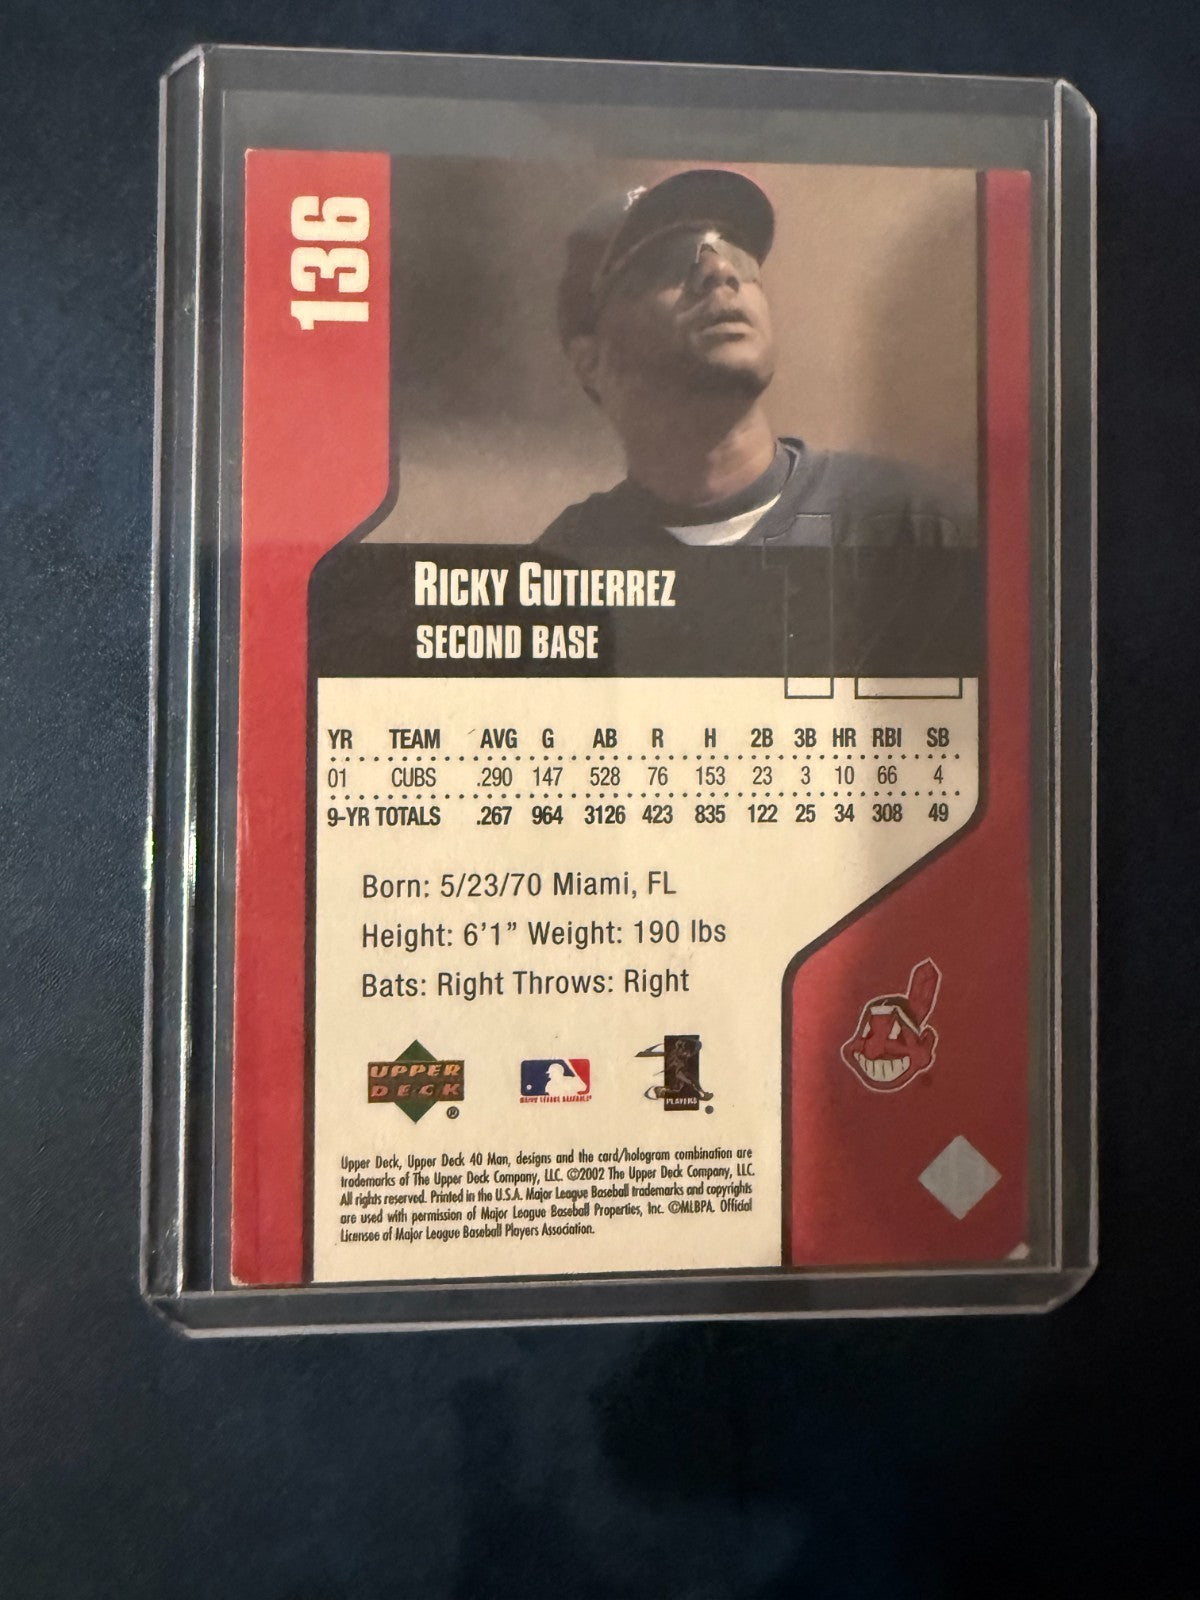 136
RICKY GUTIERREZ
SECOND BASE
YR TEAM AVG G AB R H 2B 3B HR RBI SB
01 CUBS .290 147 528 76 153 23 3 10 66 4
9-YR TOTALS .267 964 3126 423 835 122 25 34 308 49
Born: 5/23/70 Miami, FL
Height: 6'1" Weight: 190 lbs
Bats: Right Throws: Right
UPPER
DECK
®
MAJOR LEAGUE BASEBALL
PLAYERS
Upper Deck, Upper Deck 40 Man, designs and the card/hologram combination are
trademarks of The Upper Deck Company, LLC. ©2002 The Upper Deck Company, LLC.
All rights reserved. Printed in the U.S.A. Major League Baseball trademarks and copyrights
are used with permission of Major League Baseball Properties, Inc. ©MLBPA. Official
Licensee of Major League Baseball Players Association.